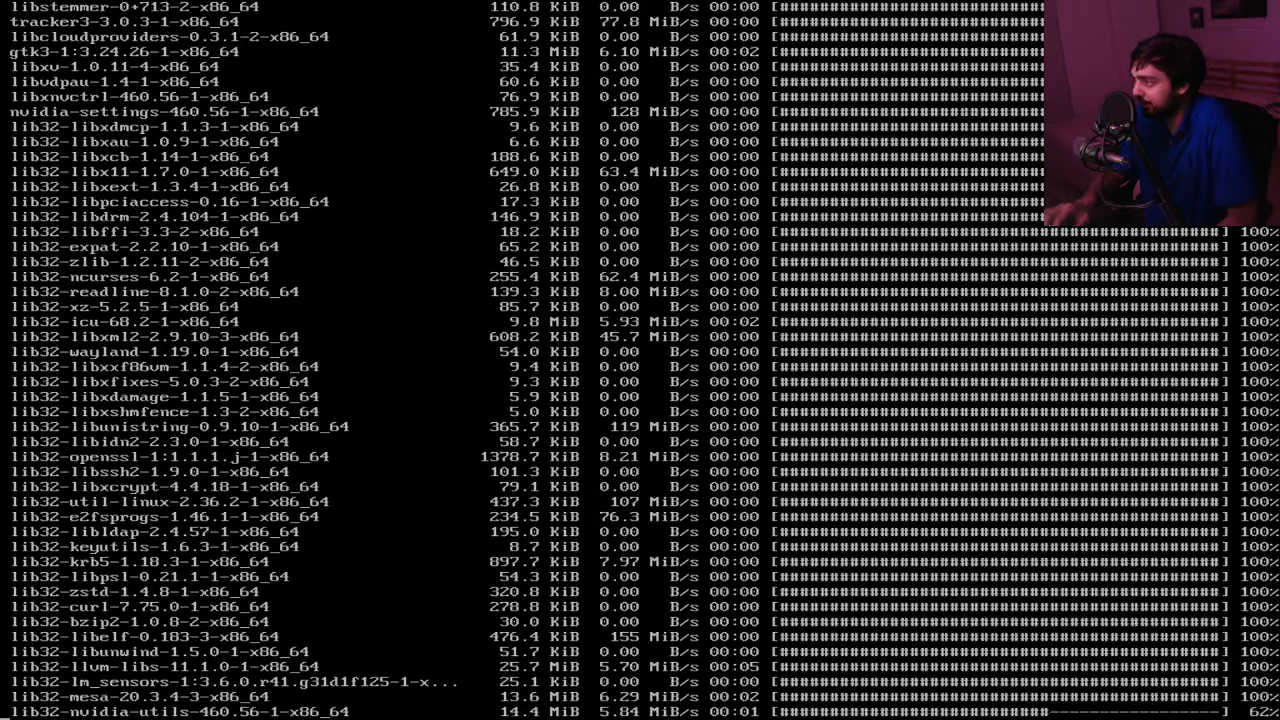 libstemmer-0+713-2-x86_64 110.8 KiB 0.00 B/s 00:00 [############################
tracker3-3.0.3-1-x86_64 796.9 KiB 77.8 MiB/s 00:00 [############################
libcloudproviders-0.3.1-2-x86_64 61.9 KiB 0.00 B/s 00:00 [############################
gtk3-1:3.24.26-1-x86_64 11.3 MiB 6.10 MiB/s 00:02 [############################
libxv-1.0.11-4-x86_64 35.4 KiB 0.00 B/s 00:00 [############################
libvdpau-1.4-1-x86_64 60.6 KiB 0.00 B/s 00:00 [############################
libxnvctrl-460.56-1-x86_64 76.9 KiB 0.00 B/s 00:00 [############################
nvidia-settings-460.56-1-x86_64 785.9 KiB 128 MiB/s 00:00 [############################
lib32-libxdmcp-1.1.3-1-x86_64 9.6 KiB 0.00 B/s 00:00 [############################
lib32-libxau-1.0.9-1-x86_64 6.6 KiB 0.00 B/s 00:00 [############################
lib32-libxcb-1.14-1-x86_64 188.6 KiB 0.00 B/s 00:00 [############################
lib32-libx11-1.7.0-1-x86_64 649.0 KiB 63.4 MiB/s 00:00 [############################
lib32-libxext-1.3.4-1-x86_64 26.8 KiB 0.00 B/s 00:00 [############################
lib32-libpciaccess-0.16-1-x86_64 17.3 KiB 0.00 B/s 00:00 [############################
lib32-libdrm-2.4.104-1-x86_64 146.9 KiB 0.00 B/s 00:00 [############################
lib32-libffi-3.3-2-x86_64 18.2 KiB 0.00 B/s 00:00 [############################################] 100%
lib32-expat-2.2.10-1-x86_64 65.2 KiB 0.00 B/s 00:00 [############################################] 100%
lib32-zlib-1.2.11-2-x86_64 46.5 KiB 0.00 B/s 00:00 [############################################] 100%
lib32-ncurses-6.2-1-x86_64 255.4 KiB 62.4 MiB/s 00:00 [############################################] 100%
lib32-readline-8.1.0-2-x86_64 139.3 KiB 8.00 MiB/s 00:00 [############################################] 100%
lib32-xz-5.2.5-1-x86_64 85.7 KiB 0.00 B/s 00:00 [############################################] 100%
lib32-icu-68.2-1-x86_64 9.8 MiB 5.93 MiB/s 00:02 [############################################] 100%
lib32-libxml2-2.9.10-3-x86_64 608.2 KiB 45.7 MiB/s 00:00 [############################################] 100%
lib32-wayland-1.19.0-1-x86_64 54.0 KiB 0.00 B/s 00:00 [############################################] 100%
lib32-libxxf86vm-1.1.4-2-x86_64 9.4 KiB 0.00 B/s 00:00 [############################################] 100%
lib32-libxfixes-5.0.3-2-x86_64 9.3 KiB 0.00 B/s 00:00 [############################################] 100%
lib32-libxdamage-1.1.5-1-x86_64 5.9 KiB 0.00 B/s 00:00 [############################################] 100%
lib32-libxshmfence-1.3-2-x86_64 5.0 KiB 0.00 B/s 00:00 [############################################] 100%
lib32-libunistring-0.9.10-1-x86_64 365.7 KiB 119 MiB/s 00:00 [############################################] 100%
lib32-libidn2-2.3.0-1-x86_64 58.7 KiB 0.00 B/s 00:00 [############################################] 100%
lib32-openssl-1:1.1.1.j-1-x86_64 1378.7 KiB 8.21 MiB/s 00:00 [############################################] 100%
lib32-libssh2-1.9.0-1-x86_64 101.3 KiB 0.00 B/s 00:00 [############################################] 100%
lib32-libxcrypt-4.4.18-1-x86_64 79.1 KiB 0.00 B/s 00:00 [############################################] 100%
lib32-util-linux-2.36.2-1-x86_64 437.3 KiB 107 MiB/s 00:00 [############################################] 100%
lib32-e2fsprogs-1.46.1-1-x86_64 234.5 KiB 76.3 MiB/s 00:00 [############################################] 100%
lib32-libldap-2.4.57-1-x86_64 195.0 KiB 0.00 B/s 00:00 [############################################] 100%
lib32-keyutils-1.6.3-1-x86_64 8.7 KiB 0.00 B/s 00:00 [############################################] 100%
lib32-krb5-1.18.3-1-x86_64 897.7 KiB 7.97 MiB/s 00:00 [############################################] 100%
lib32-libpsl-0.21.1-1-x86_64 54.3 KiB 0.00 B/s 00:00 [############################################] 100%
lib32-zstd-1.4.8-1-x86_64 320.8 KiB 0.00 B/s 00:00 [############################################] 100%
lib32-curl-7.75.0-1-x86_64 278.8 KiB 0.00 B/s 00:00 [############################################] 100%
lib32-bzip2-1.0.8-2-x86_64 30.0 KiB 0.00 B/s 00:00 [############################################] 100%
lib32-libelf-0.183-3-x86_64 476.4 KiB 155 MiB/s 00:00 [############################################] 100%
lib32-libunwind-1.5.0-1-x86_64 51.7 KiB 0.00 B/s 00:00 [############################################] 100%
lib32-llvm-libs-11.1.0-1-x86_64 25.7 MiB 5.70 MiB/s 00:05 [############################################] 100%
lib32-lm_sensors-1:3.6.0.r41.g31d1f125-1-x... 25.1 KiB 0.00 B/s 00:00 [############################################] 100%
lib32-mesa-20.3.4-3-x86_64 13.6 MiB 6.29 MiB/s 00:02 [############################################] 100%
lib32-nvidia-utils-460.56-1-x86_64 14.4 MiB 5.84 MiB/s 00:01 [###########################-----------------] 62%